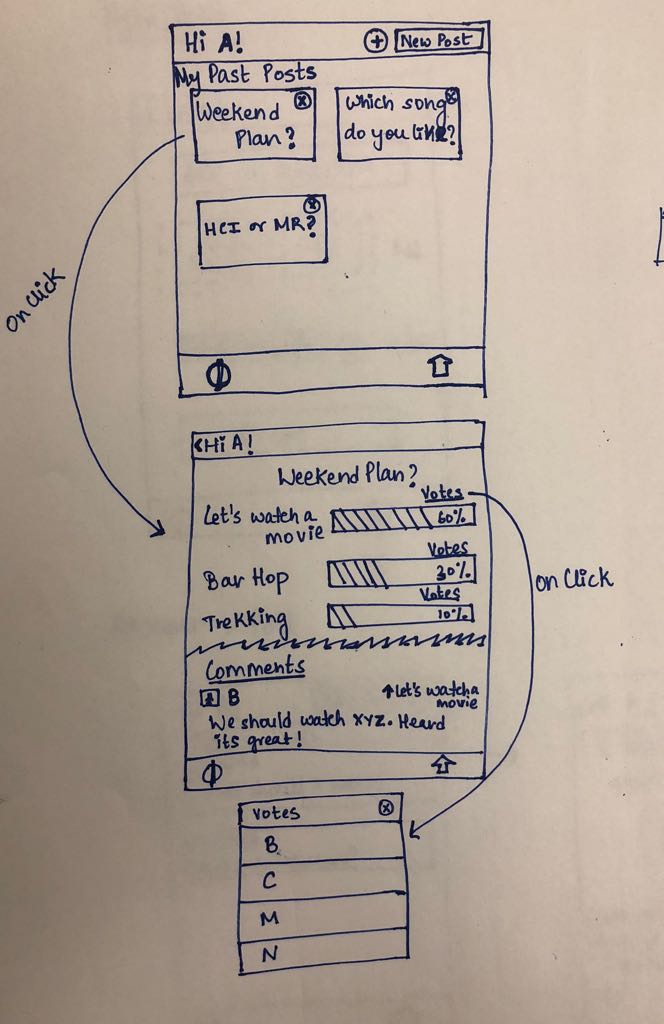 Hi A!
+ New Post
My Past Posts
Weekend
Plan?
Which song
do you like?
HCI or MR?
On Click
<Hi A!
Weekend Plan?
Votes
Let's watch a
movie
60%
Votes
Bar Hop
30%
Votes
Trekking
10%
On Click
Comments
B
↑Let's watch a
movie
We should watch XYZ. Heard
its great!
Votes
B
C
M
N